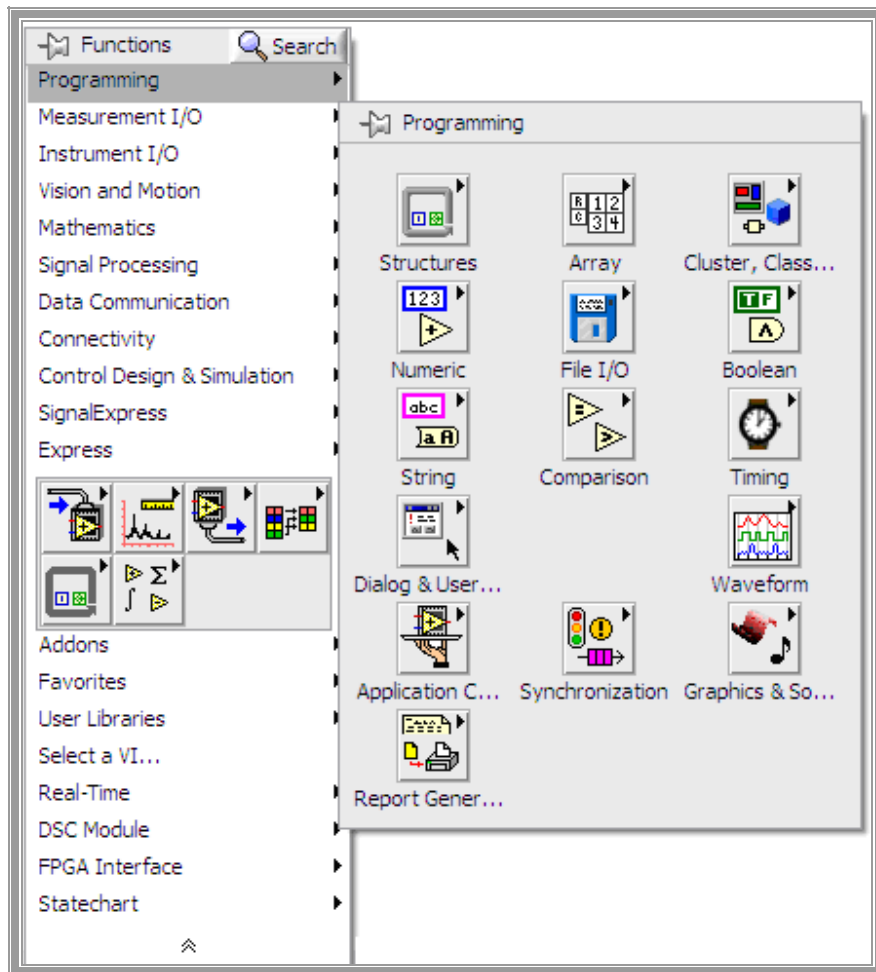 Functions Search
Programming
Measurement I/O
Instrument I/O
Vision and Motion
Mathematics
Signal Processing
Data Communication
Connectivity
Control Design & Simulation
SignalExpress
Express
Addons
Favorites
User Libraries
Select a VI...
Real-Time
DSC Module
FPGA Interface
Statechart
Programming
Structures Array Cluster, Class...
123
Numeric File I/O Boolean
abc
String Comparison Timing
Dialog & User... Waveform
Application C... Synchronization Graphics & So...
Report Gener...